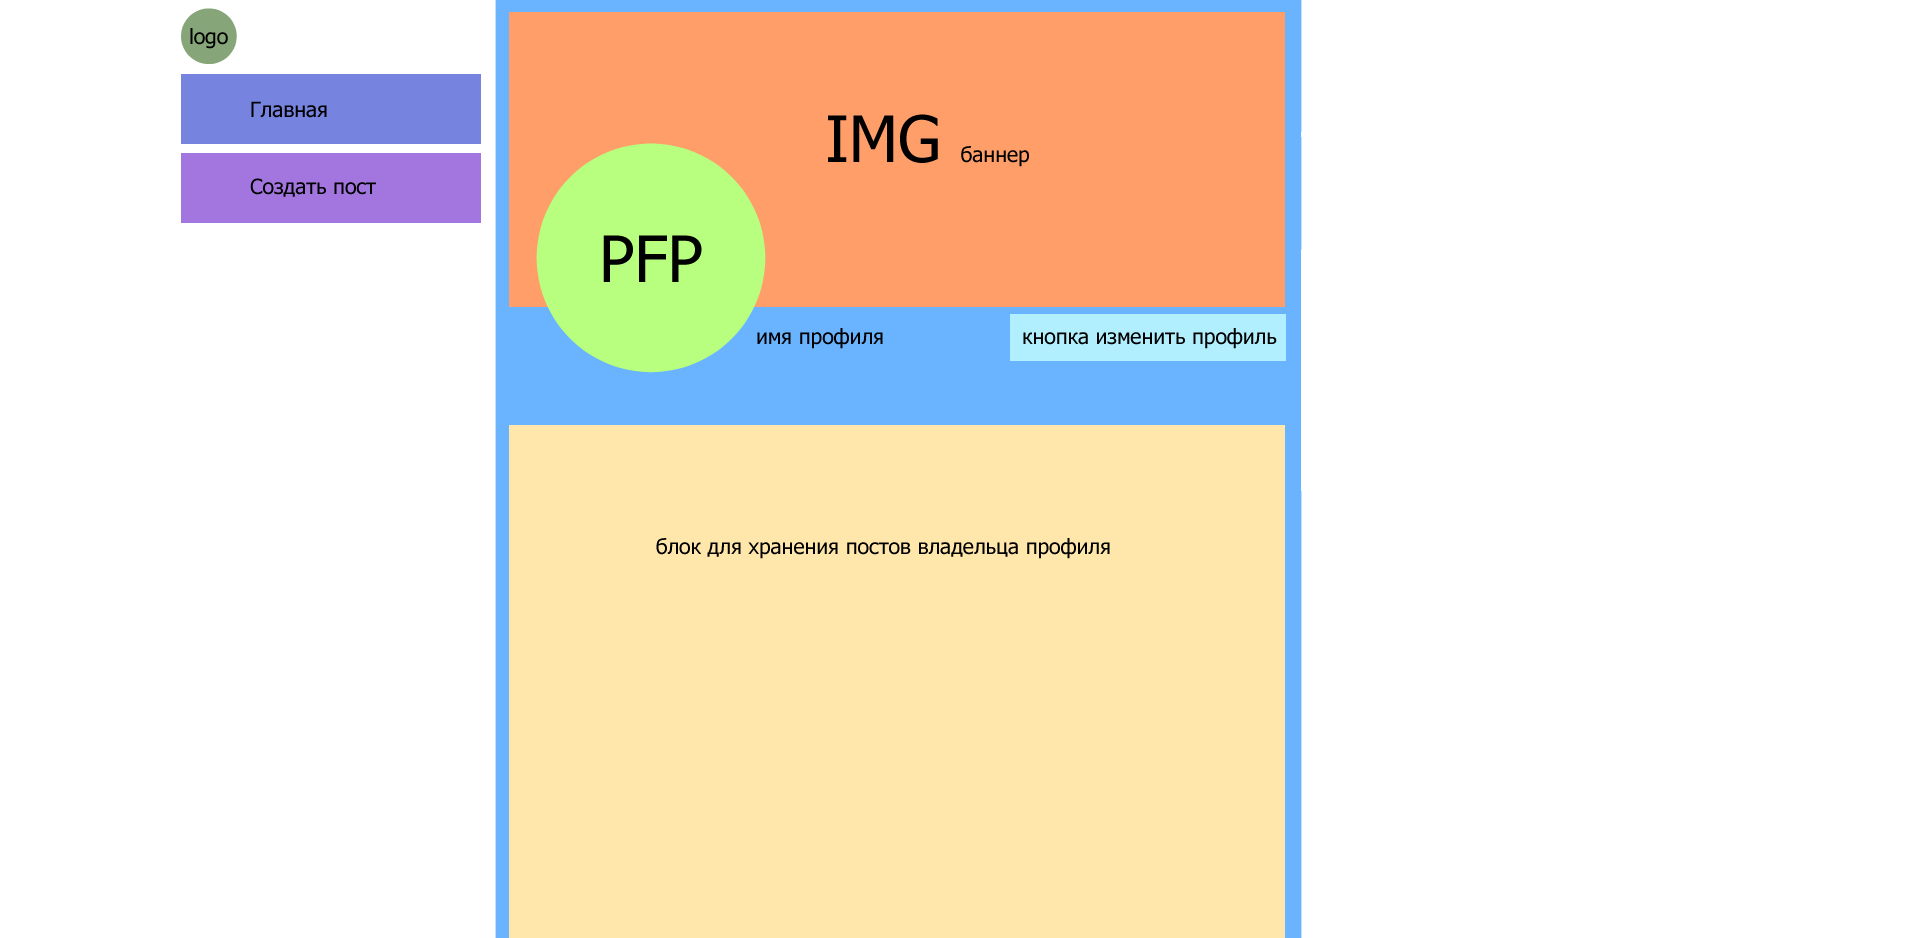 logo
Главная
Создать пост
IMG баннер
PFP
имя профиля
кнопка изменить профиль
блок для хранения постов владельца профиля